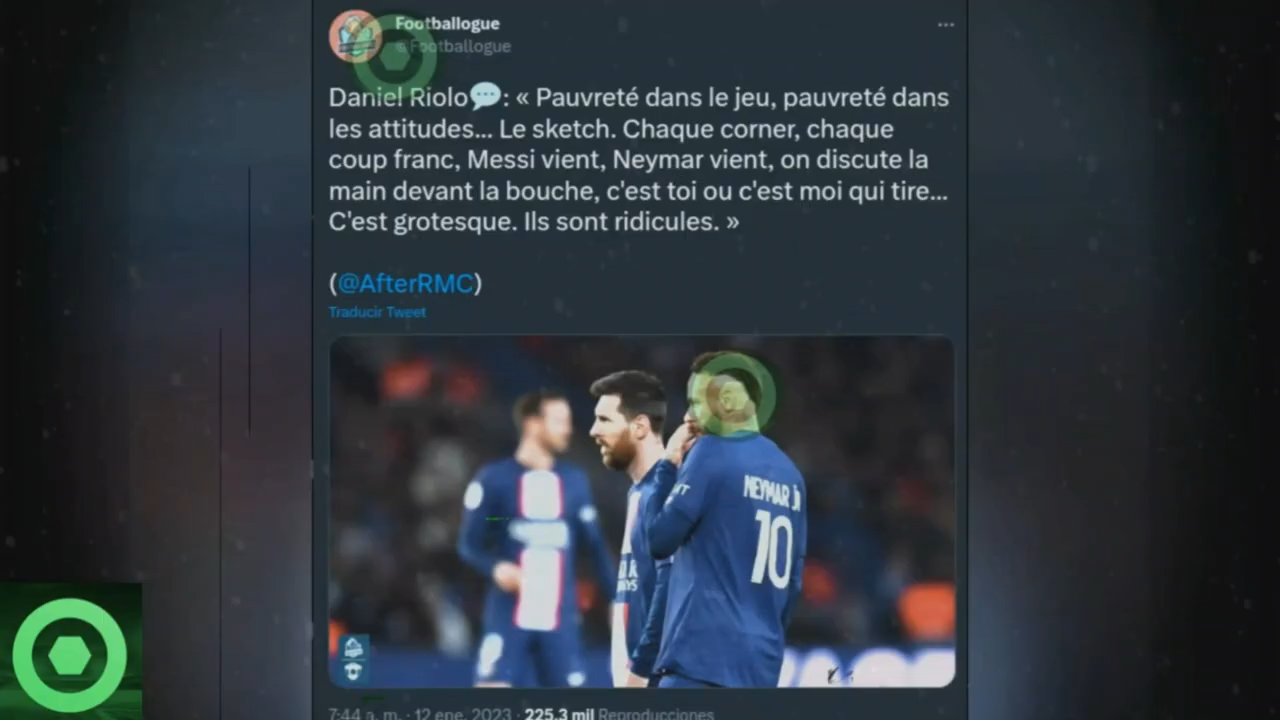 Footballogue
@Footballogue
Daniel Riolo💬: « Pauvreté dans le jeu, pauvreté dans
les attitudes... Le sketch. Chaque corner, chaque
coup franc, Messi vient, Neymar vient, on discute la
main devant la bouche, c'est toi ou c'est moi qui tire...
C'est grotesque. Ils sont ridicules. »
(@AfterRMC)
Traducir Tweet
NEYMAR JR
10
7:44 a. m. · 12 ene. 2023 · 225.3 mil Reproducciones